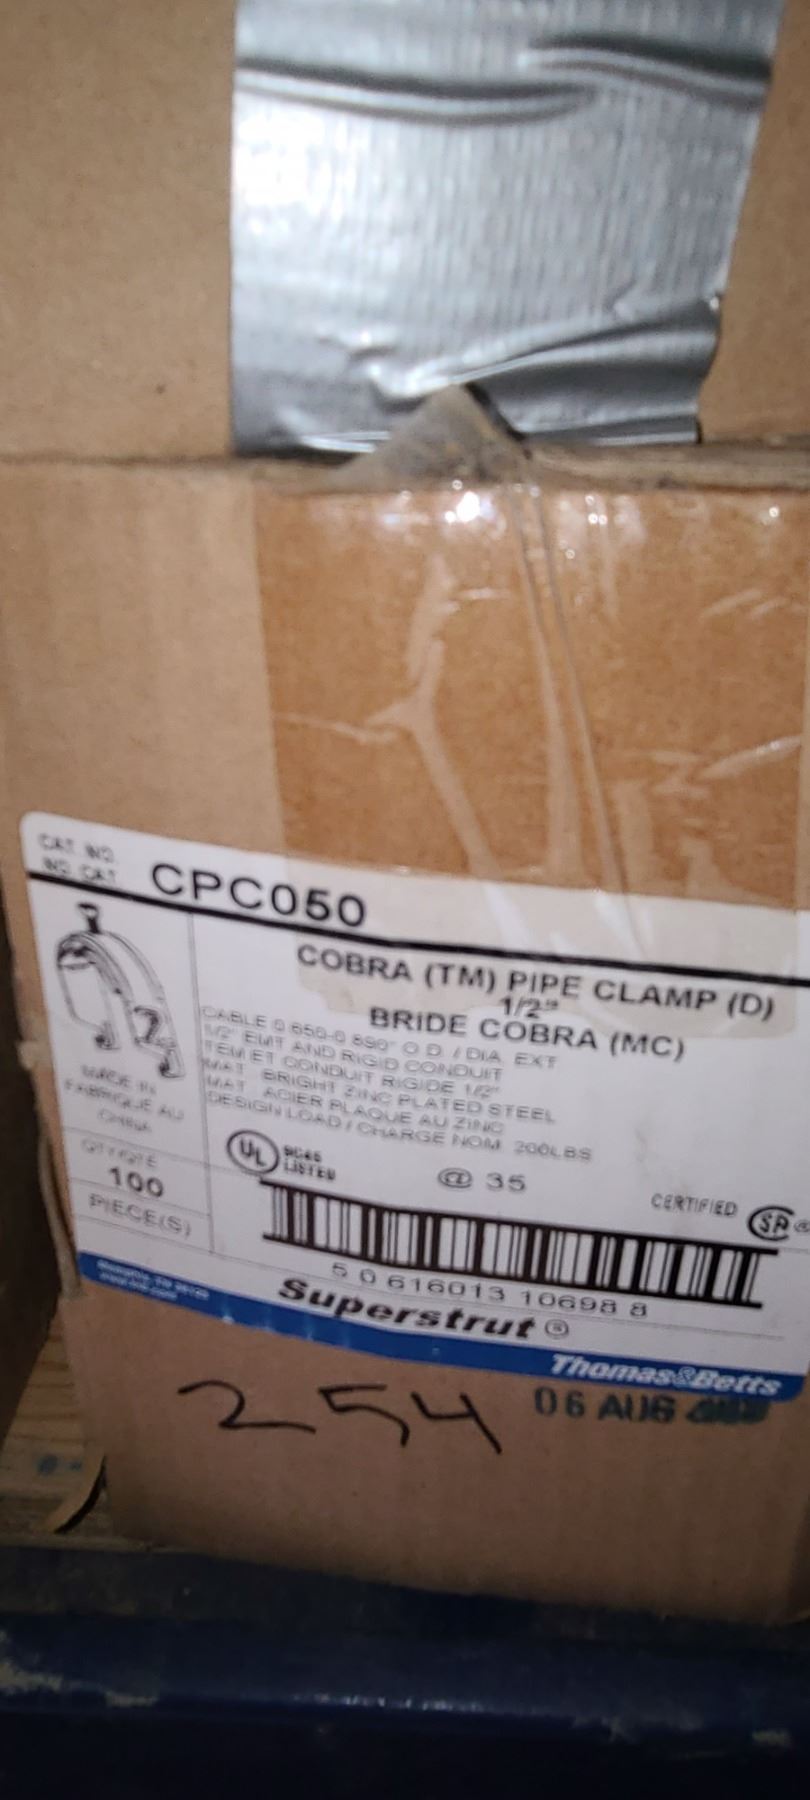 CAT. NO.
NO. CAT.
CPC050
COBRA (TM) PIPE CLAMP (D)
1/2"
BRIDE COBRA (MC)
CABLE 0.650-0.890" O.D. / DIA. EXT
1/2" EMT AND RIGID CONDUIT
TEM ET CONDUIT RIGIDE 1/2"
MAT. BRIGHT ZINC PLATED STEEL
MAT. ACIER PLAQUE AU ZINC
DESIGN LOAD / CHARGE NOM. 200LBS
MADE IN
FABRIQUE AU
CHINA
QTY/QTE
100
PIECE(S)
UL
LISTED
@ 35
CERTIFIED
5 0 616013 10698 8
Memphis, TN
Superstrut ®
Thomas&Betts
06 AUG
254